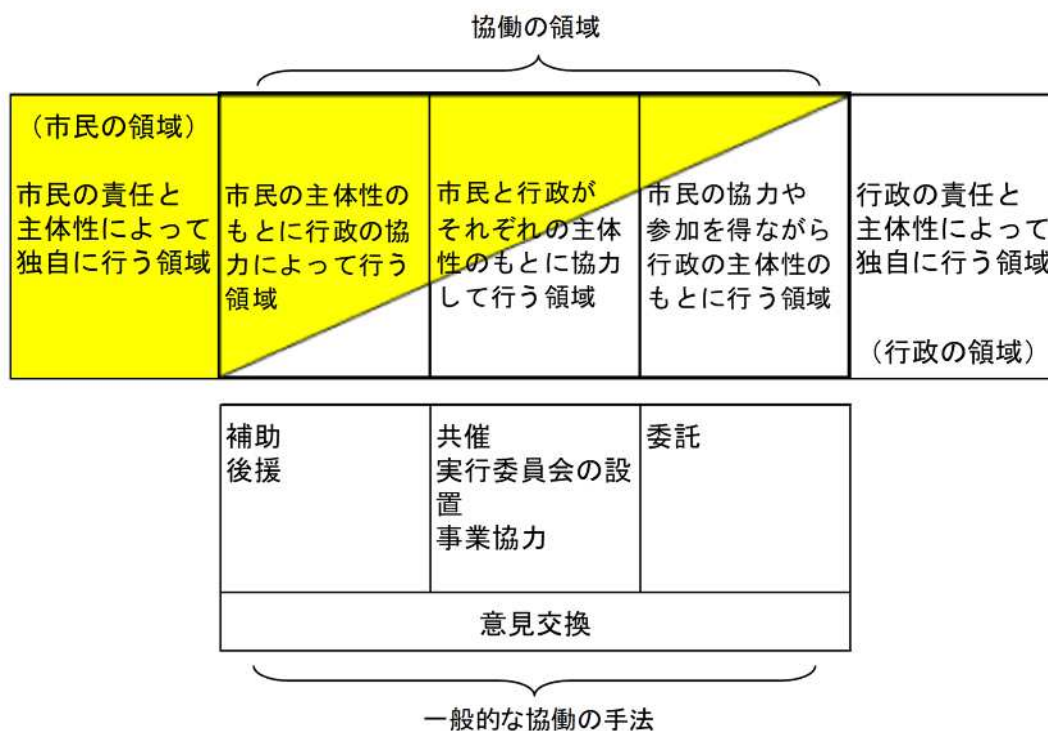 協働の領域
（市民の領域）
市民の責任と
主体性によって
独自に行う領域
市民の主体性の
もとに行政の協
力によって行う
領域
市民と行政が
それぞれの主体
性のもとに協力
して行う領域
市民の協力や
参加を得ながら
行政の主体性の
もとに行う領域
行政の責任と
主体性によって
独自に行う領域
（行政の領域）
補助
後援
共催
実行委員会の設
置
事業協力
委託
意見交換
一般的な協働の手法